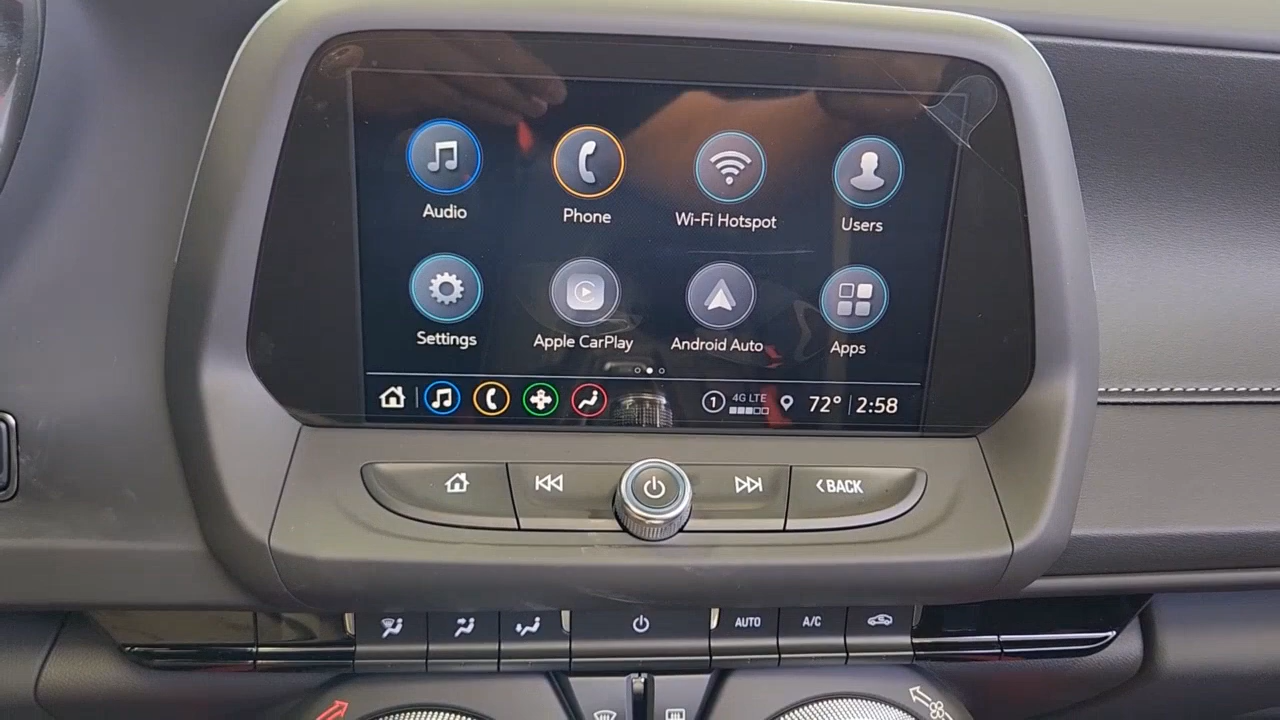 Audio Phone Wi-Fi Hotspot Users
Settings Apple CarPlay Android Auto Apps
1 4G LTE 72° 2:58
<BACK
AUTO A/C